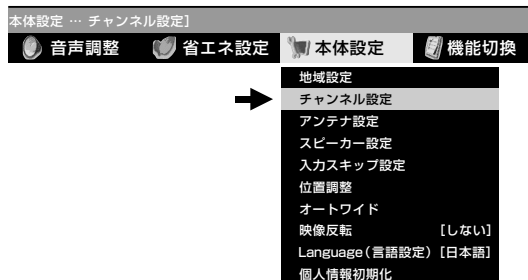 本体設定 … チャンネル設定]
音声調整 省エネ設定 本体設定 機能切換
地域設定
チャンネル設定
アンテナ設定
スピーカー設定
入力スキップ設定
位置調整
オートワイド
映像反転 [しない]
Language(言語設定) [日本語]
個人情報初期化